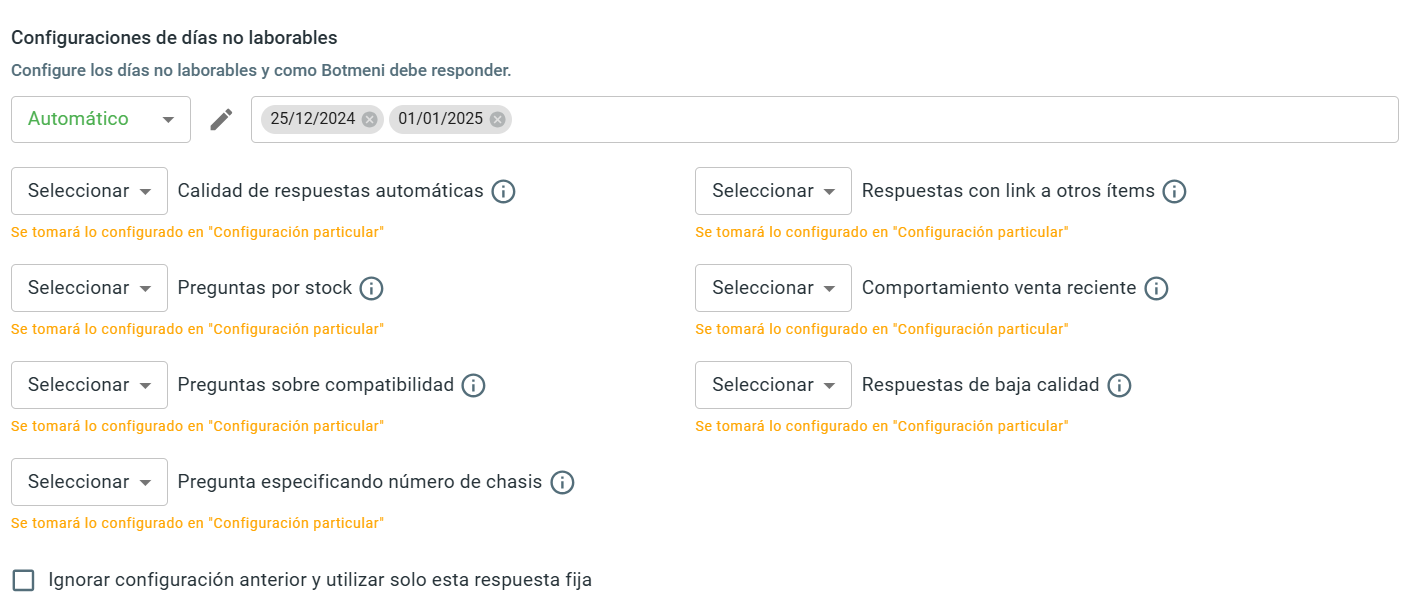 Configuraciones de días no laborables
Configure los días no laborables y como Botmeni debe responder.
Automático 25/12/2024 01/01/2025
Seleccionar Calidad de respuestas automáticas Seleccionar Respuestas con link a otros ítems
Se tomará lo configurado en "Configuración particular" Se tomará lo configurado en "Configuración particular"
Seleccionar Preguntas por stock Seleccionar Comportamiento venta reciente
Se tomará lo configurado en "Configuración particular" Se tomará lo configurado en "Configuración particular"
Seleccionar Preguntas sobre compatibilidad Seleccionar Respuestas de baja calidad
Se tomará lo configurado en "Configuración particular" Se tomará lo configurado en "Configuración particular"
Seleccionar Pregunta especificando número de chasis
Se tomará lo configurado en "Configuración particular"
Ignorar configuración anterior y utilizar solo esta respuesta fija